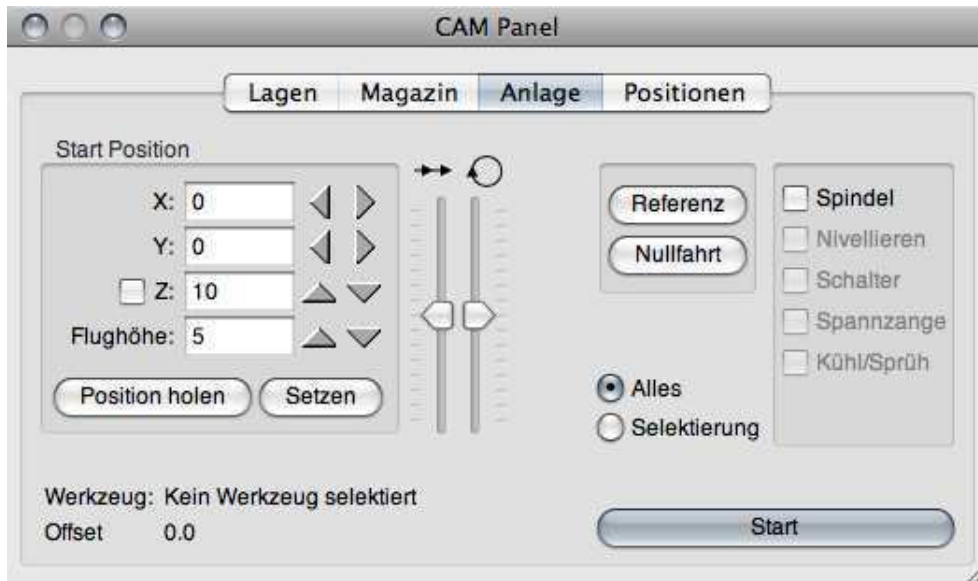 CAM Panel
Lagen Magazin Anlage Positionen
Start Position
X: 0
Y: 0
Z: 10
Flughöhe: 5
Position holen Setzen
Referenz
Nullfahrt
Alles
Selektierung
Spindel
Nivellieren
Schalter
Spannzange
Kühl/Sprüh
Werkzeug: Kein Werkzeug selektiert
Offset 0.0
Start